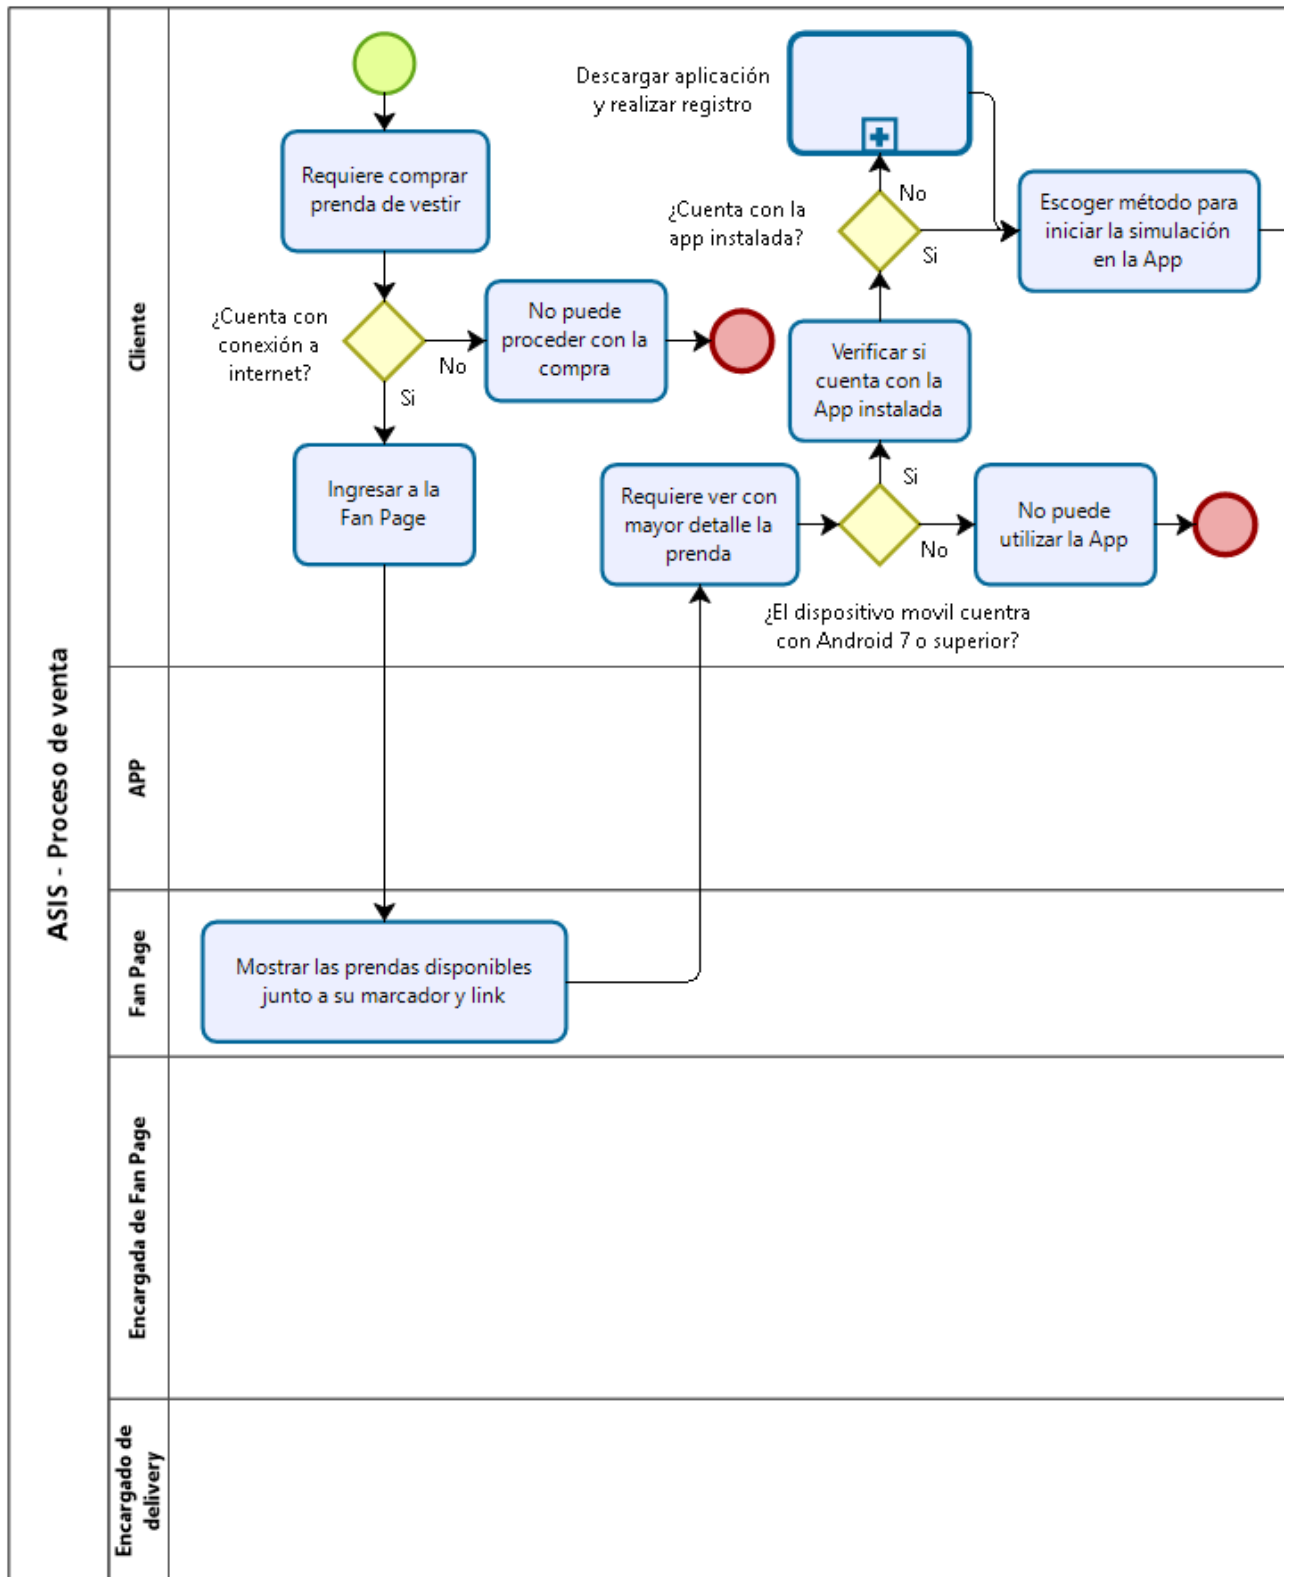 ASIS - Proceso de venta
Cliente
Requiere comprar
prenda de vestir
¿Cuenta con
conexión a
internet?
No
Si
No puede
proceder con la
compra
Ingresar a la
Fan Page
Descargar aplicación
y realizar registro
¿Cuenta con la
app instalada?
No
Si
Escoger método para
iniciar la simulación
en la App
Verificar si
cuenta con la
App instalada
Requiere ver con
mayor detalle la
prenda
Si
No
No puede
utilizar la App
¿El dispositivo movil cuentra
con Android 7 o superior?
APP
Fan Page
Mostrar las prendas disponibles
junto a su marcador y link
Encargada de Fan Page
Encargado de
delivery